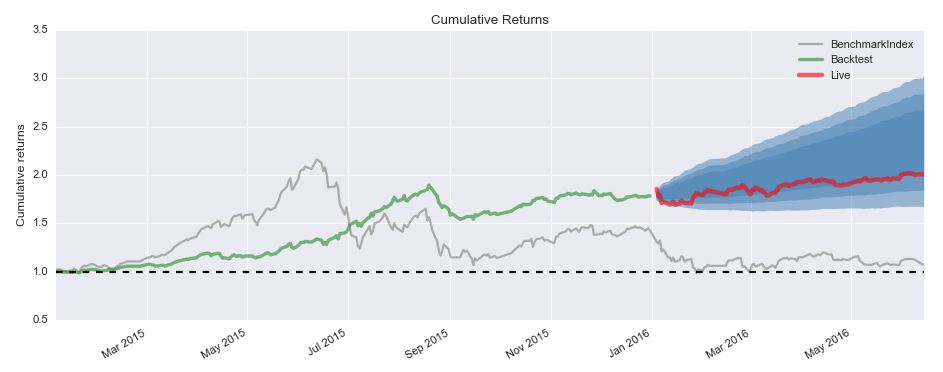 Cumulative Returns
Cumulative returns
3.5
3.0
2.5
2.0
1.5
1.0
0.5
BenchmarkIndex
Backtest
Live
Mar 2015
May 2015
Jul 2015
Sep 2015
Nov 2015
Jan 2016
Mar 2016
May 2016